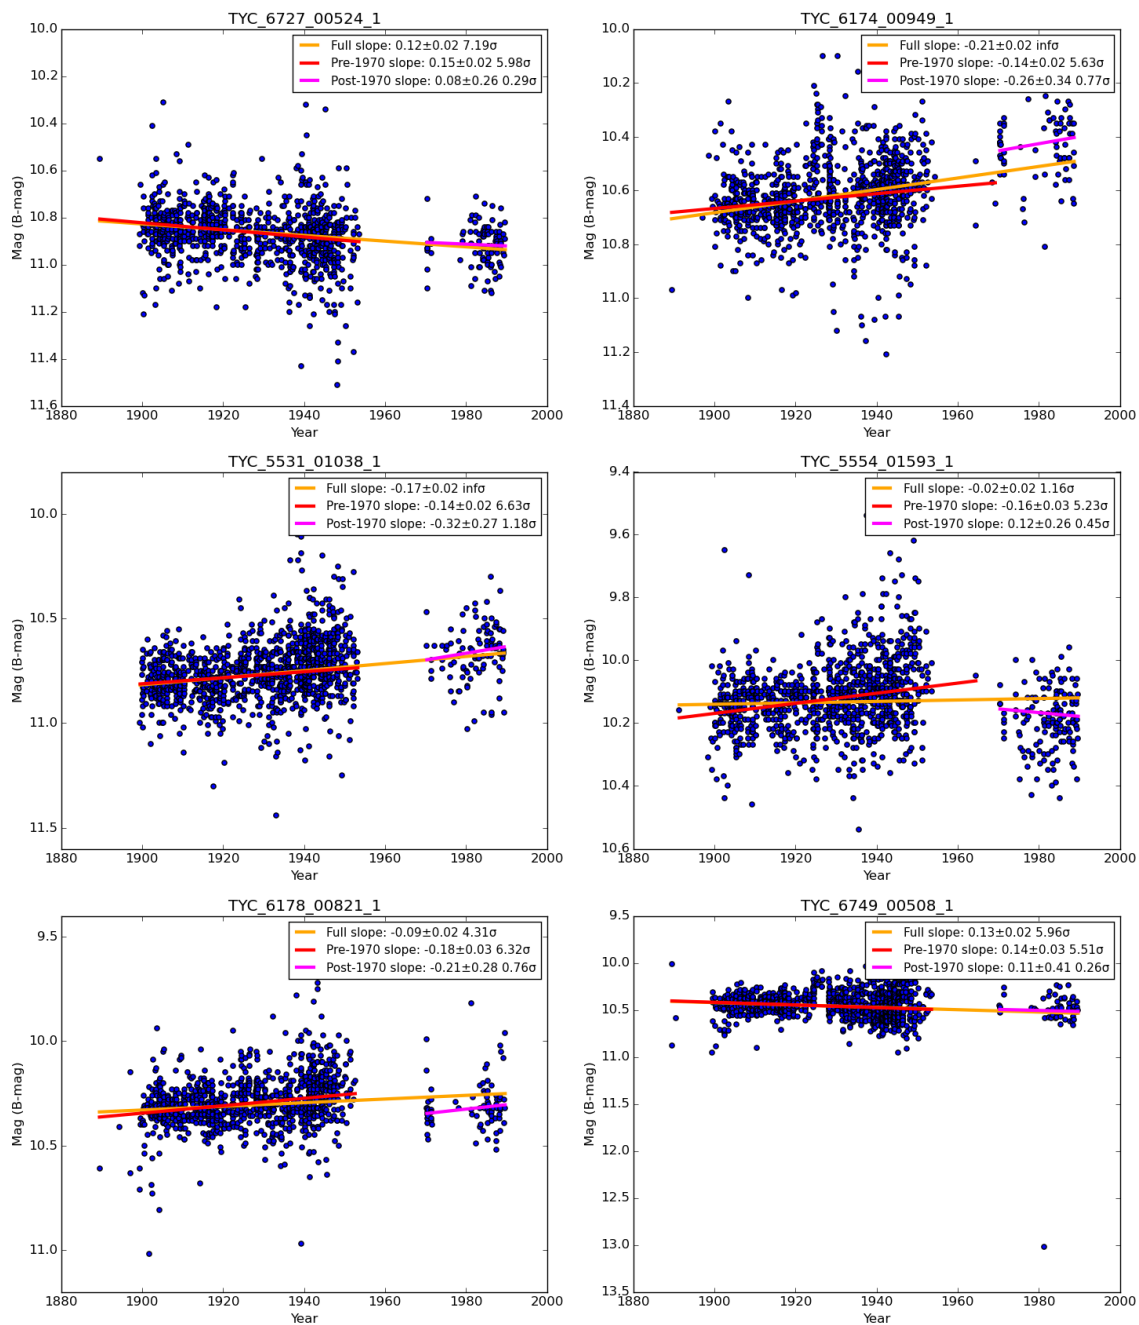 TYC_6727_00524_1
Full slope: 0.12±0.02 7.19σ
Pre-1970 slope: 0.15±0.02 5.98σ
Post-1970 slope: 0.08±0.26 0.29σ
Mag (B-mag)
10.0
10.2
10.4
10.6
10.8
11.0
11.2
11.4
11.6
1880 1900 1920 1940 1960 1980 2000
Year
TYC_6174_00949_1
Full slope: -0.21±0.02 infσ
Pre-1970 slope: -0.14±0.02 5.63σ
Post-1970 slope: -0.26±0.34 0.77σ
Mag (B-mag)
10.0
10.2
10.4
10.6
10.8
11.0
11.2
11.4
1880 1900 1920 1940 1960 1980 2000
Year
TYC_5531_01038_1
Full slope: -0.17±0.02 infσ
Pre-1970 slope: -0.14±0.02 6.63σ
Post-1970 slope: -0.32±0.27 1.18σ
Mag (B-mag)
10.0
10.5
11.0
11.5
1880 1900 1920 1940 1960 1980 2000
Year
TYC_5554_01593_1
Full slope: -0.02±0.02 1.16σ
Pre-1970 slope: -0.16±0.03 5.23σ
Post-1970 slope: 0.12±0.26 0.45σ
Mag (B-mag)
9.4
9.6
9.8
10.0
10.2
10.4
10.6
1880 1900 1920 1940 1960 1980 2000
Year
TYC_6178_00821_1
Full slope: -0.09±0.02 4.31σ
Pre-1970 slope: -0.18±0.03 6.32σ
Post-1970 slope: -0.21±0.28 0.76σ
Mag (B-mag)
9.5
10.0
10.5
11.0
1880 1900 1920 1940 1960 1980 2000
Year
TYC_6749_00508_1
Full slope: 0.13±0.02 5.96σ
Pre-1970 slope: 0.14±0.03 5.51σ
Post-1970 slope: 0.11±0.41 0.26σ
Mag (B-mag)
9.5
10.0
10.5
11.0
11.5
12.0
12.5
13.0
13.5
1880 1900 1920 1940 1960 1980 2000
Year